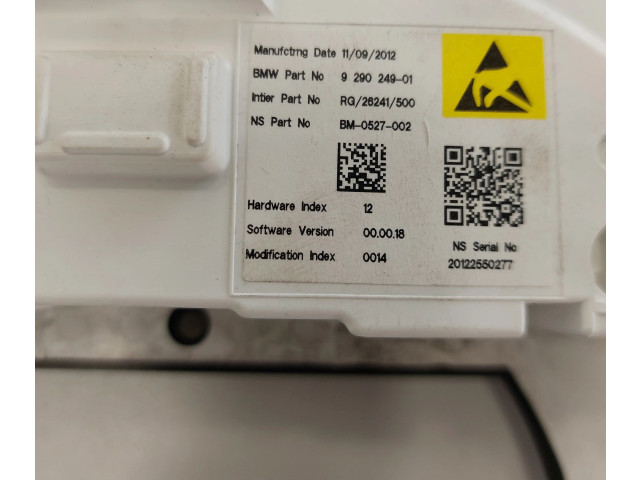 Manufctrng Date 11/09/2012
BMW Part No 9 290 249-01
Intier Part No RG/26241/500
NS Part No BM-0527-002
Hardware Index 12
Software Version 00.00.18
Modification Index 0014
NS Serial No
20122550277